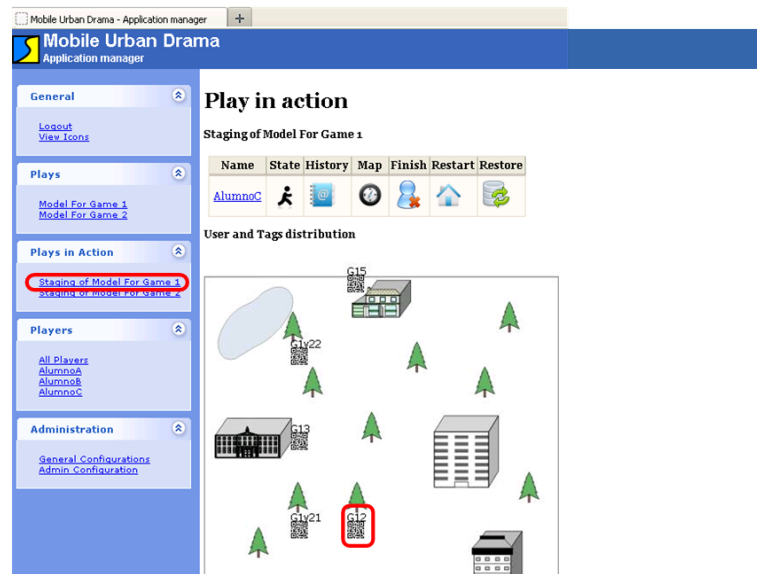 Mobile Urban Drama - Application manager
Mobile Urban Drama
Application manager
General
Logout
View Icons
Plays
Model For Game 1
Model For Game 2
Plays in Action
Staging of Model For Game 1
Staging of Model For Game 2
Players
All Players
AlumnoA
AlumnoB
AlumnoC
Administration
General Configurations
Admin Configuration
Play in action
Staging of Model For Game 1
Name State History Map Finish Restart Restore
AlumnoC
User and Tags distribution
G15
G1y22
G13
G1y21
G12